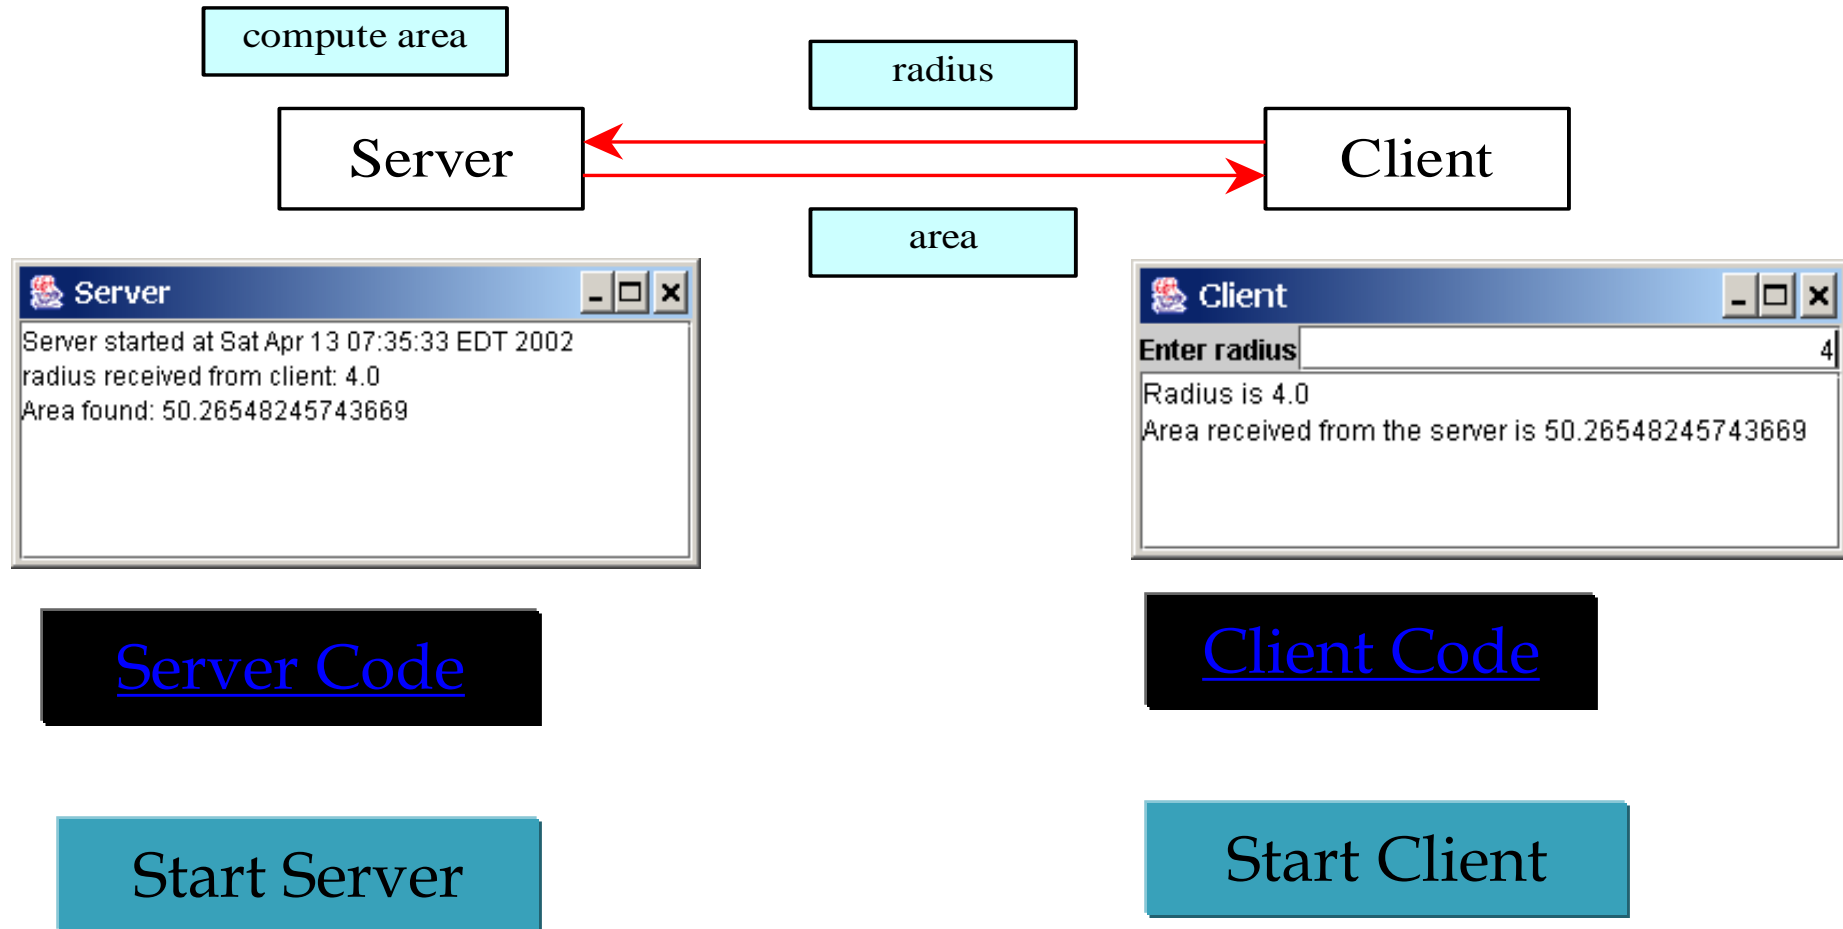 compute area
radius
Server
Client
area
Server
Server started at Sat Apr 13 07:35:33 EDT 2002
radius received from client: 4.0
Area found: 50.26548245743669
Client
Enter radius 4
Radius is 4.0
Area received from the server is 50.26548245743669
Server Code
Client Code
Start Server
Start Client